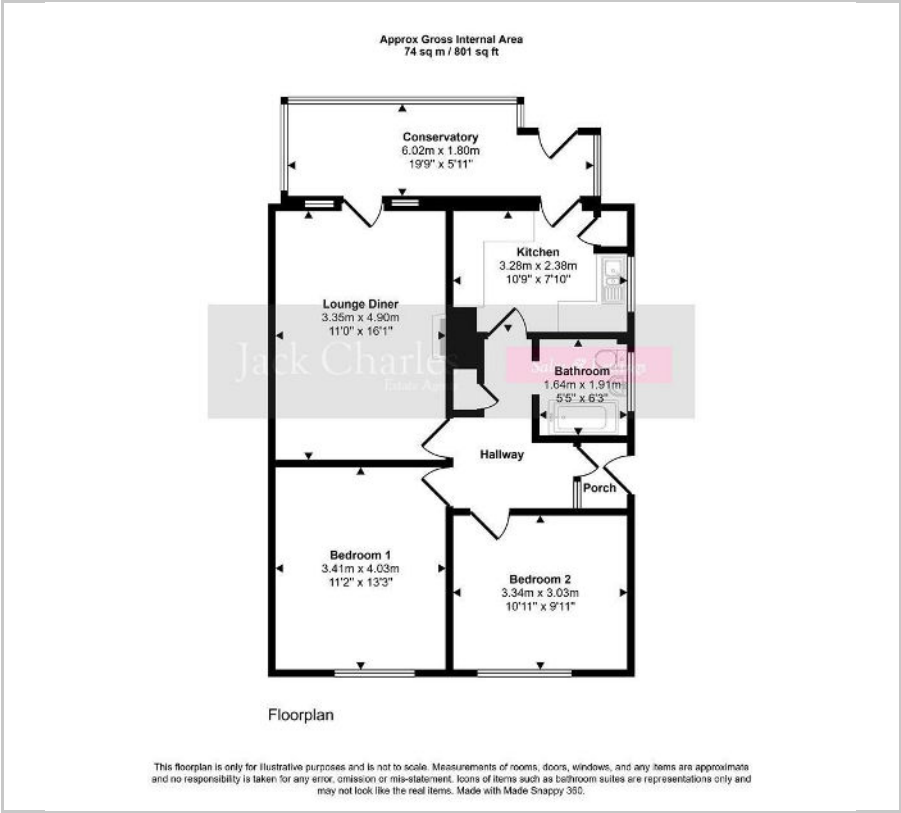 Approx Gross Internal Area
74 sq m / 801 sq ft
Conservatory
6.02m x 1.80m
19'9" x 5'11"
Kitchen
3.28m x 2.38m
10'9" x 7'10"
Lounge Diner
3.35m x 4.90m
11'0" x 16'1"
Jack Charles
Estate Agents
Bathroom
1.64m x 1.91m
5'5" x 6'3"
Hallway
Porch
Bedroom 1
3.41m x 4.03m
11'2" x 13'3"
Bedroom 2
3.34m x 3.03m
10'11" x 9'11"
Floorplan
This floorplan is only for illustrative purposes and is not to scale. Measurements of rooms, doors, windows, and any items are approximate
and no responsibility is taken for any error, omission or mis-statement. Icons of items such as bathroom suites are representations only and
may not look like the real items. Made with Made Snappy 360.